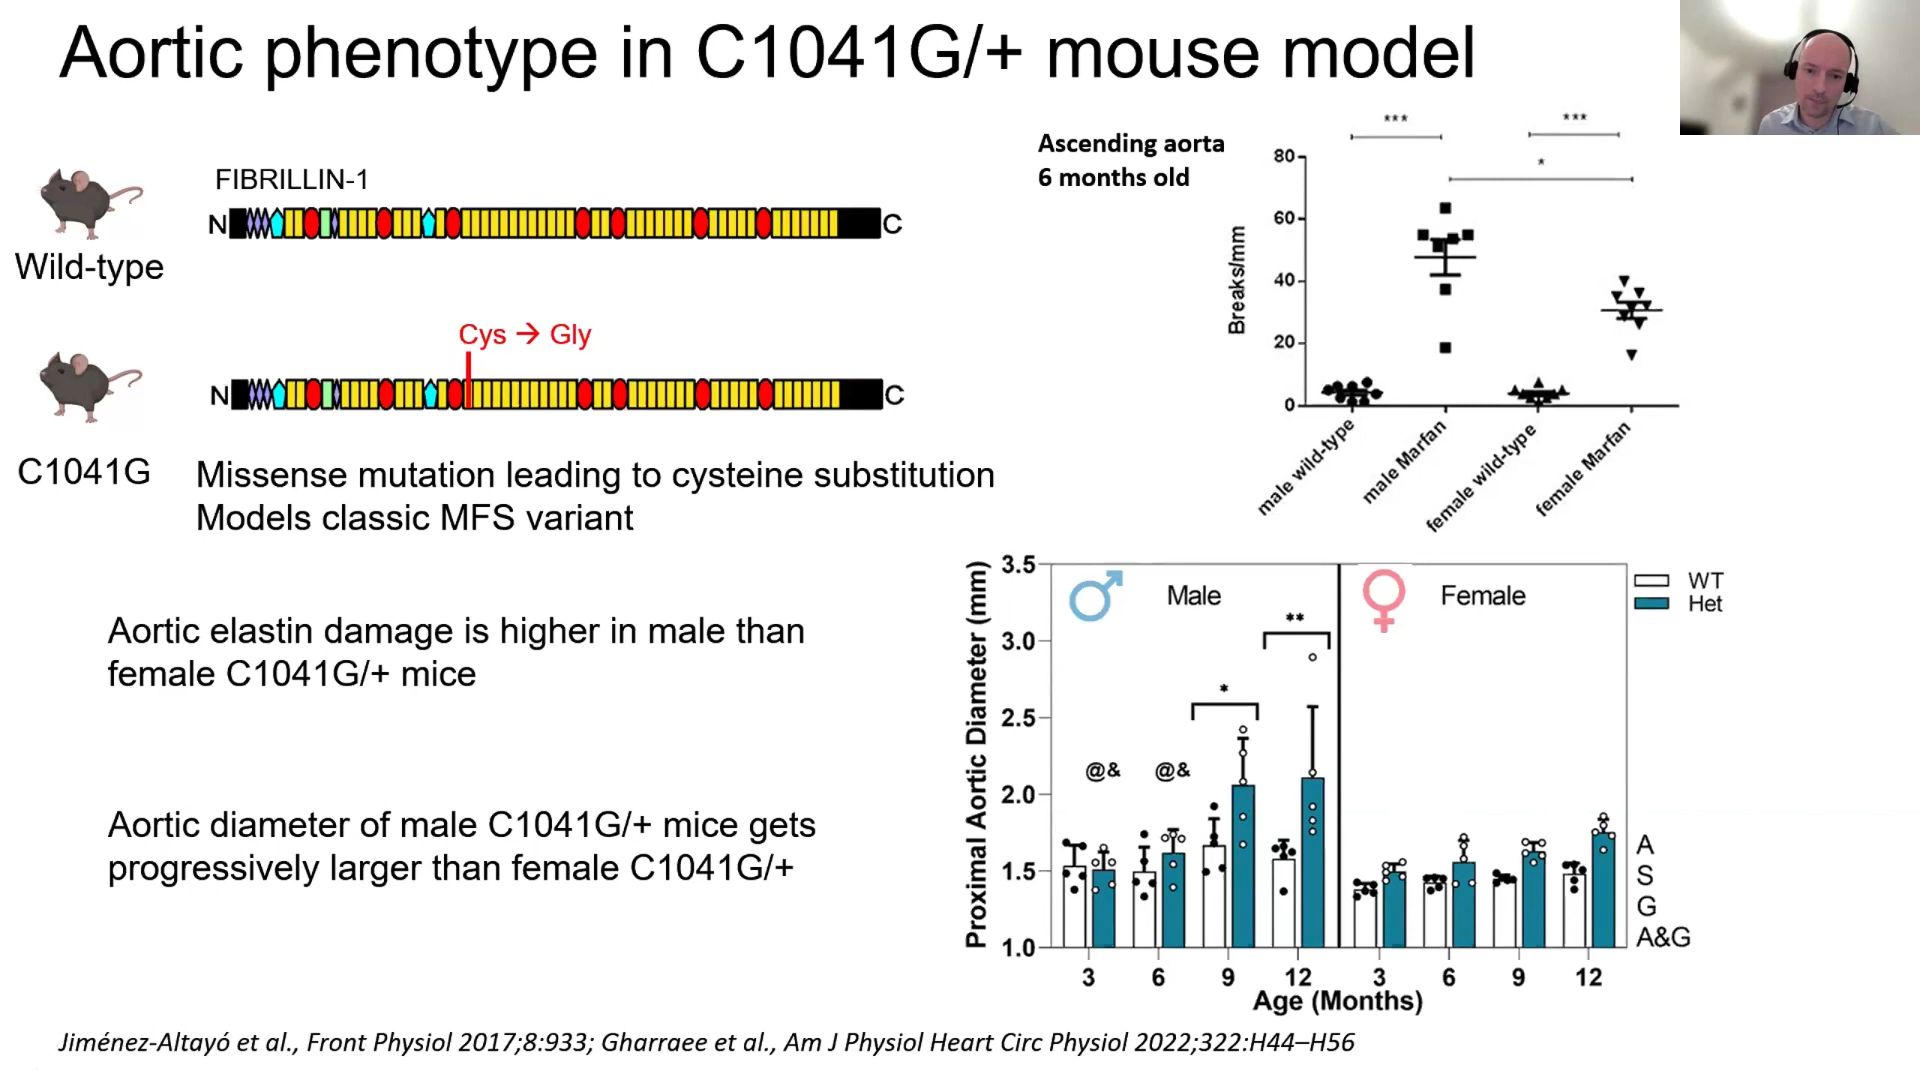 Aortic phenotype in C1041G/+ mouse model
FIBRILLIN-1
N
C
Wild-type
Cys → Gly
N
C
C1041G
Missense mutation leading to cysteine substitution
Models classic MFS variant
Aortic elastin damage is higher in male than
female C1041G/+ mice
Aortic diameter of male C1041G/+ mice gets
progressively larger than female C1041G/+
Ascending aorta
6 months old
***
***
*
Breaks/mm
80
60
40
20
0
male wild-type
male Marfan
female wild-type
female Marfan
Proximal Aortic Diameter (mm)
3.5
3.0
2.5
2.0
1.5
1.0
Male
Female
WT
Het
@&
@&
*
**
A
S
G
A&G
3 6 9 12 3 6 9 12
Age (Months)
Jiménez-Altayó et al., Front Physiol 2017;8:933; Gharraee et al., Am J Physiol Heart Circ Physiol 2022;322:H44–H56